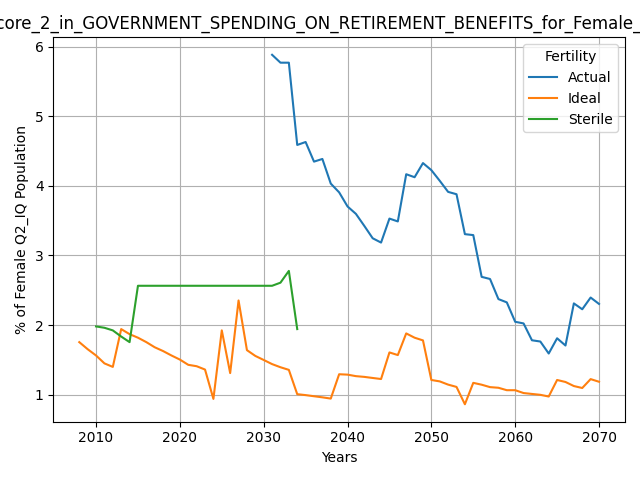 core_2_in_GOVERNMENT_SPENDING_ON_RETIREMENT_BENEFITS_for_Female_
Fertility
Actual
Ideal
Sterile
% of Female Q2_IQ Population
6
5
4
3
2
1
2010 2020 2030 2040 2050 2060 2070
Years